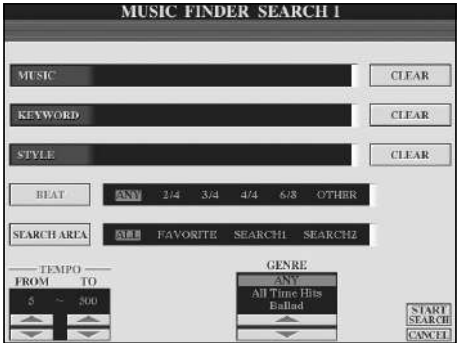 MUSIC FINDER SEARCH 1
MUSIC CLEAR
KEYWORD CLEAR
STYLE CLEAR
BEAT ANY 2/4 3/4 4/4 6/8 OTHER
SEARCH AREA ALL FAVORITE SEARCH1 SEARCH2
TEMPO
FROM TO
5 ~ 500
GENRE
ANY
All Time Hits
Ballad
START
SEARCH
CANCEL